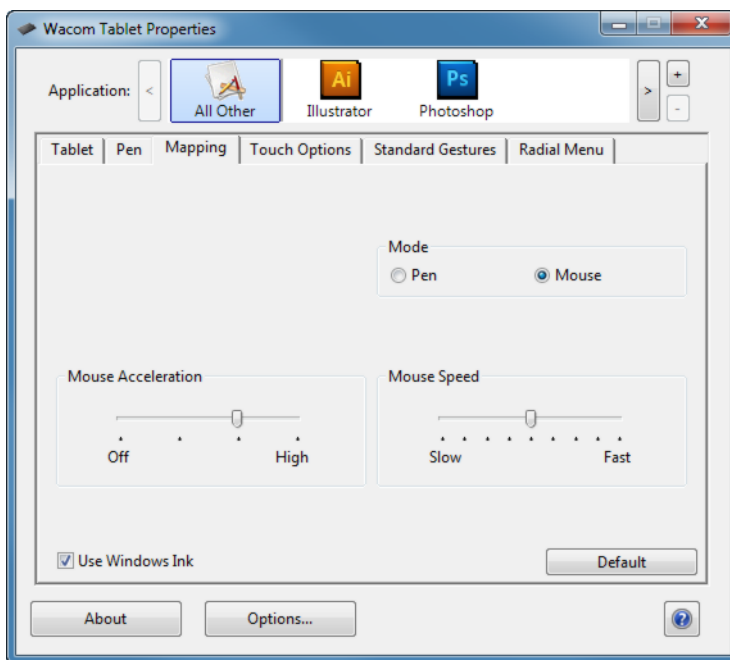 Wacom Tablet Properties
Application: < > +
Ai Ps -
All Other Illustrator Photoshop
Tablet Pen Mapping Touch Options Standard Gestures Radial Menu
Mode
Pen Mouse
Mouse Acceleration Mouse Speed
Off High Slow Fast
Use Windows Ink Default
About Options... ?